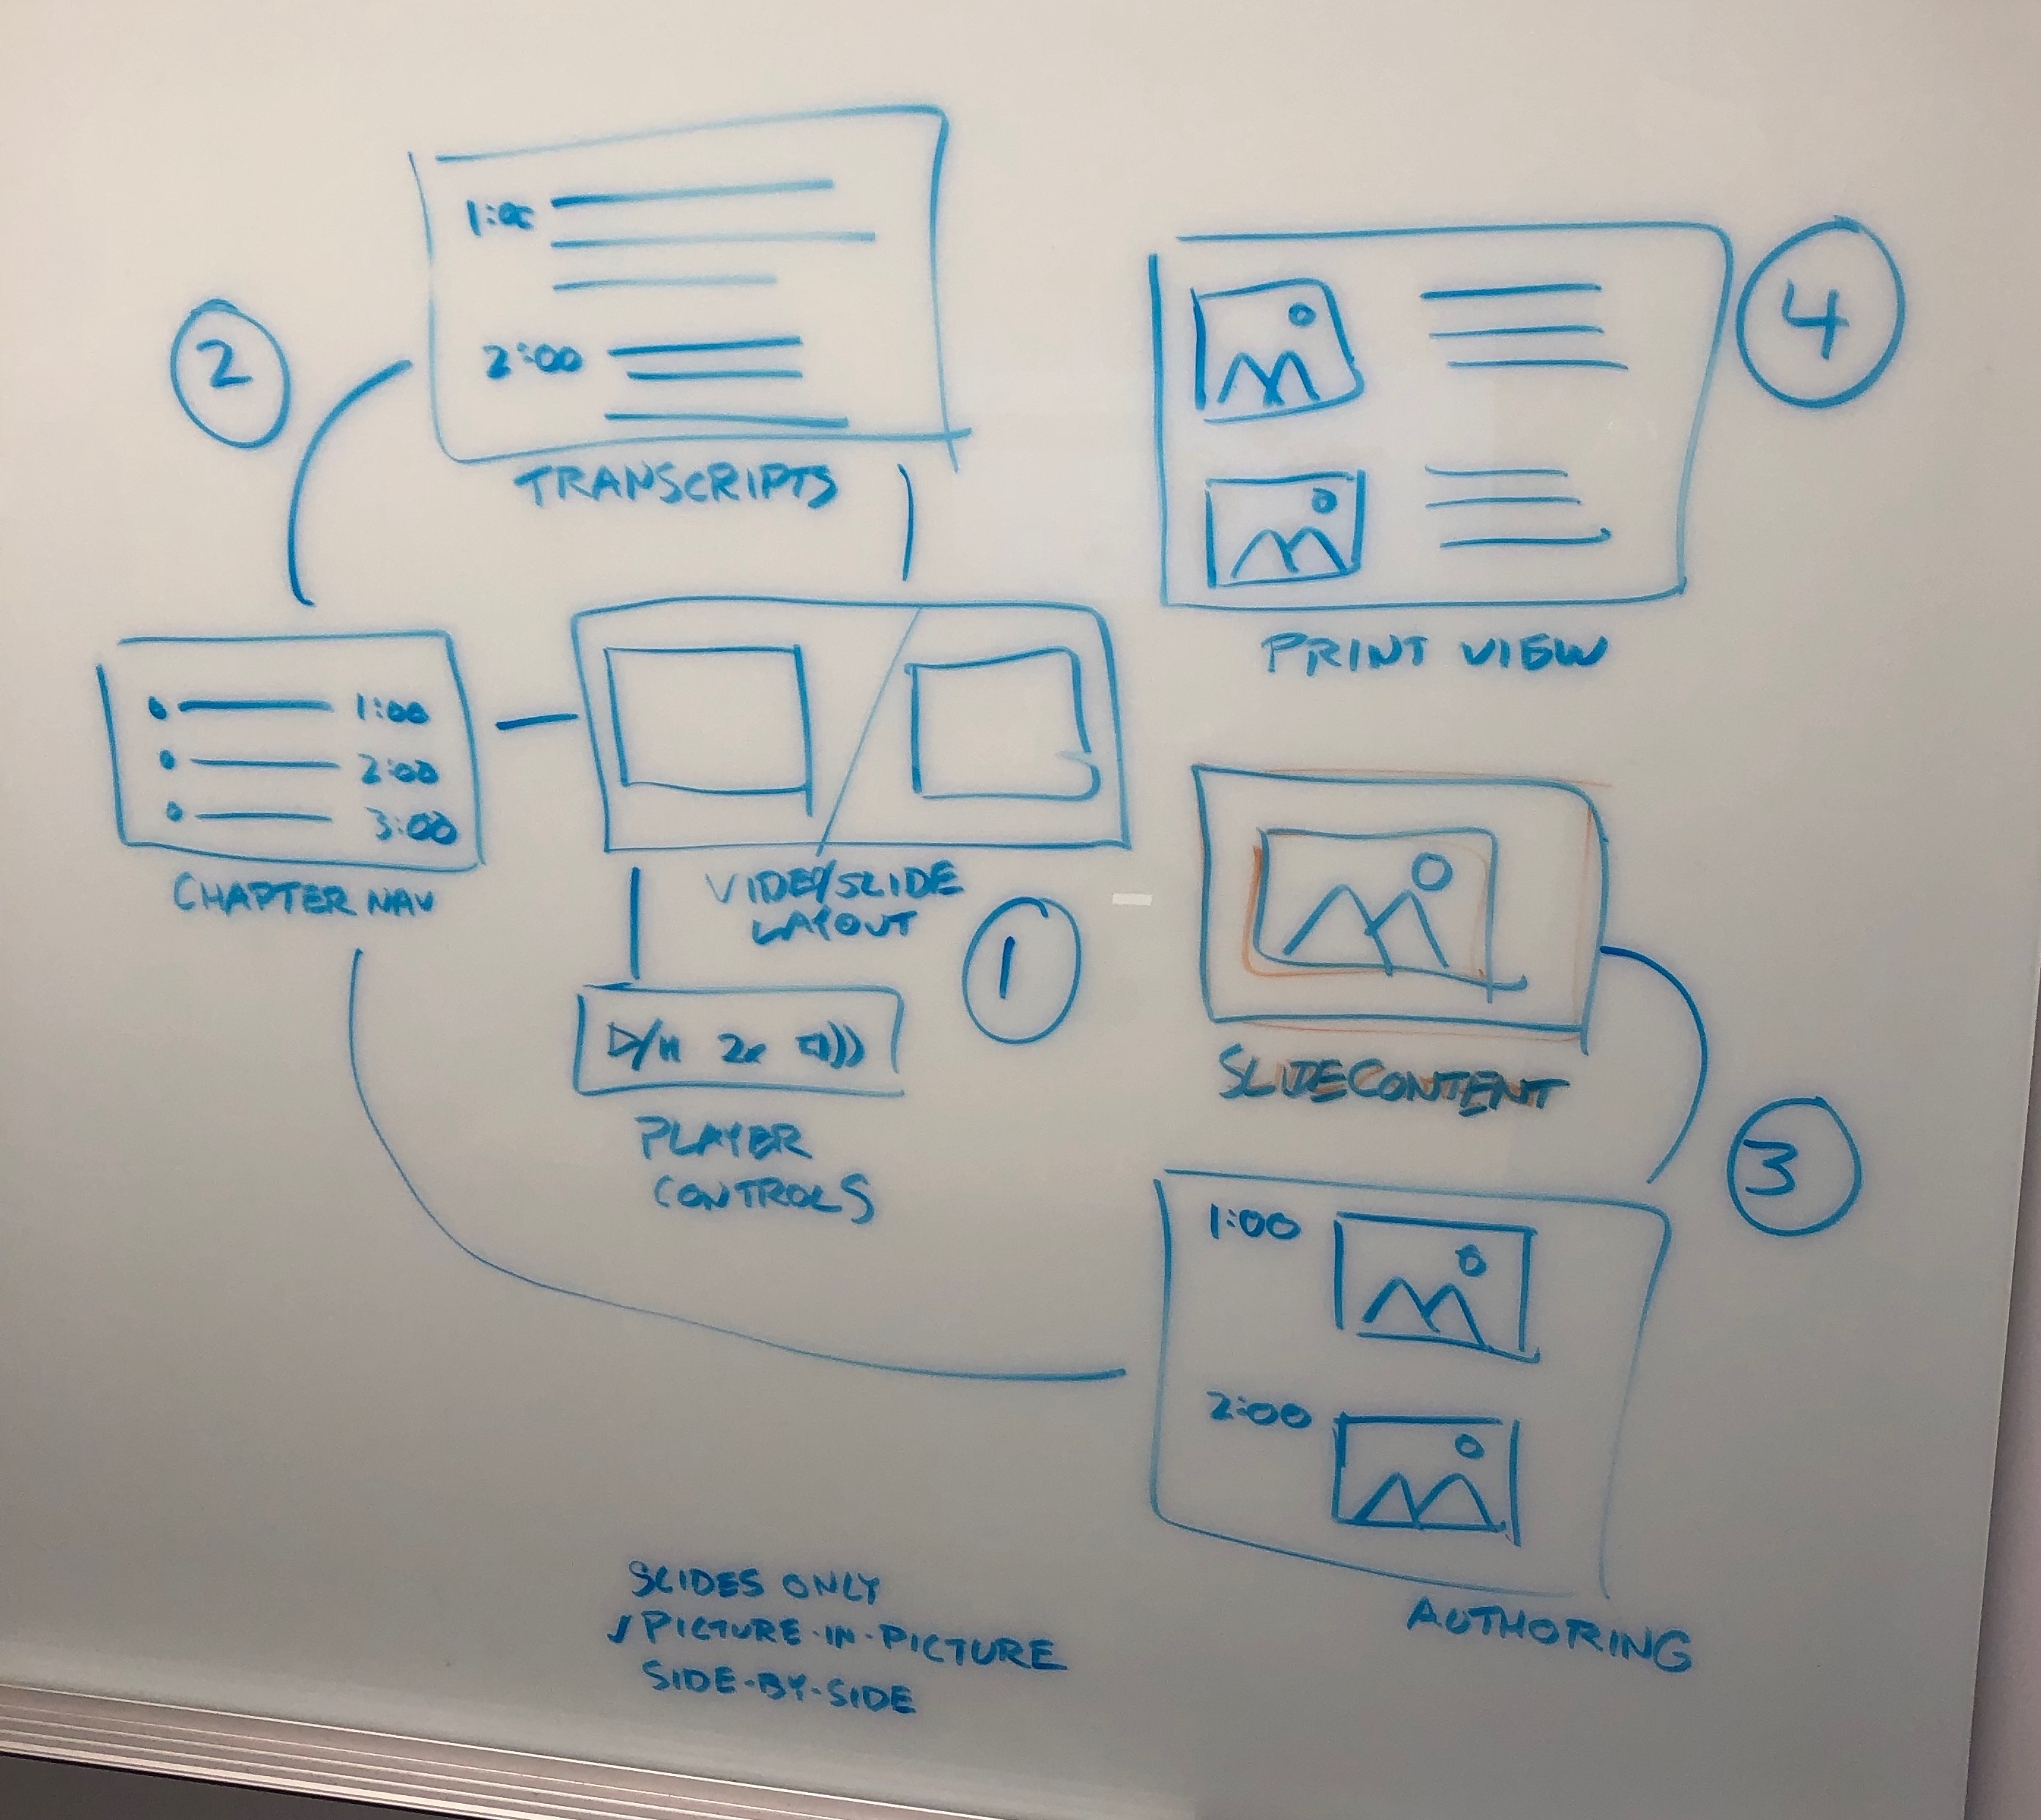 1:00
2:00
TRANSCRIPTS
2
4
PRINT VIEW
1:00
2:00
3:00
CHAPTER NAV
VIDEO/SLIDE
LAYOUT
1
2x
PLAYER
CONTROLS
SLIDE CONTENT
3
1:00
2:00
AUTHORING
SLIDES ONLY
✓PICTURE-IN-PICTURE
SIDE-BY-SIDE